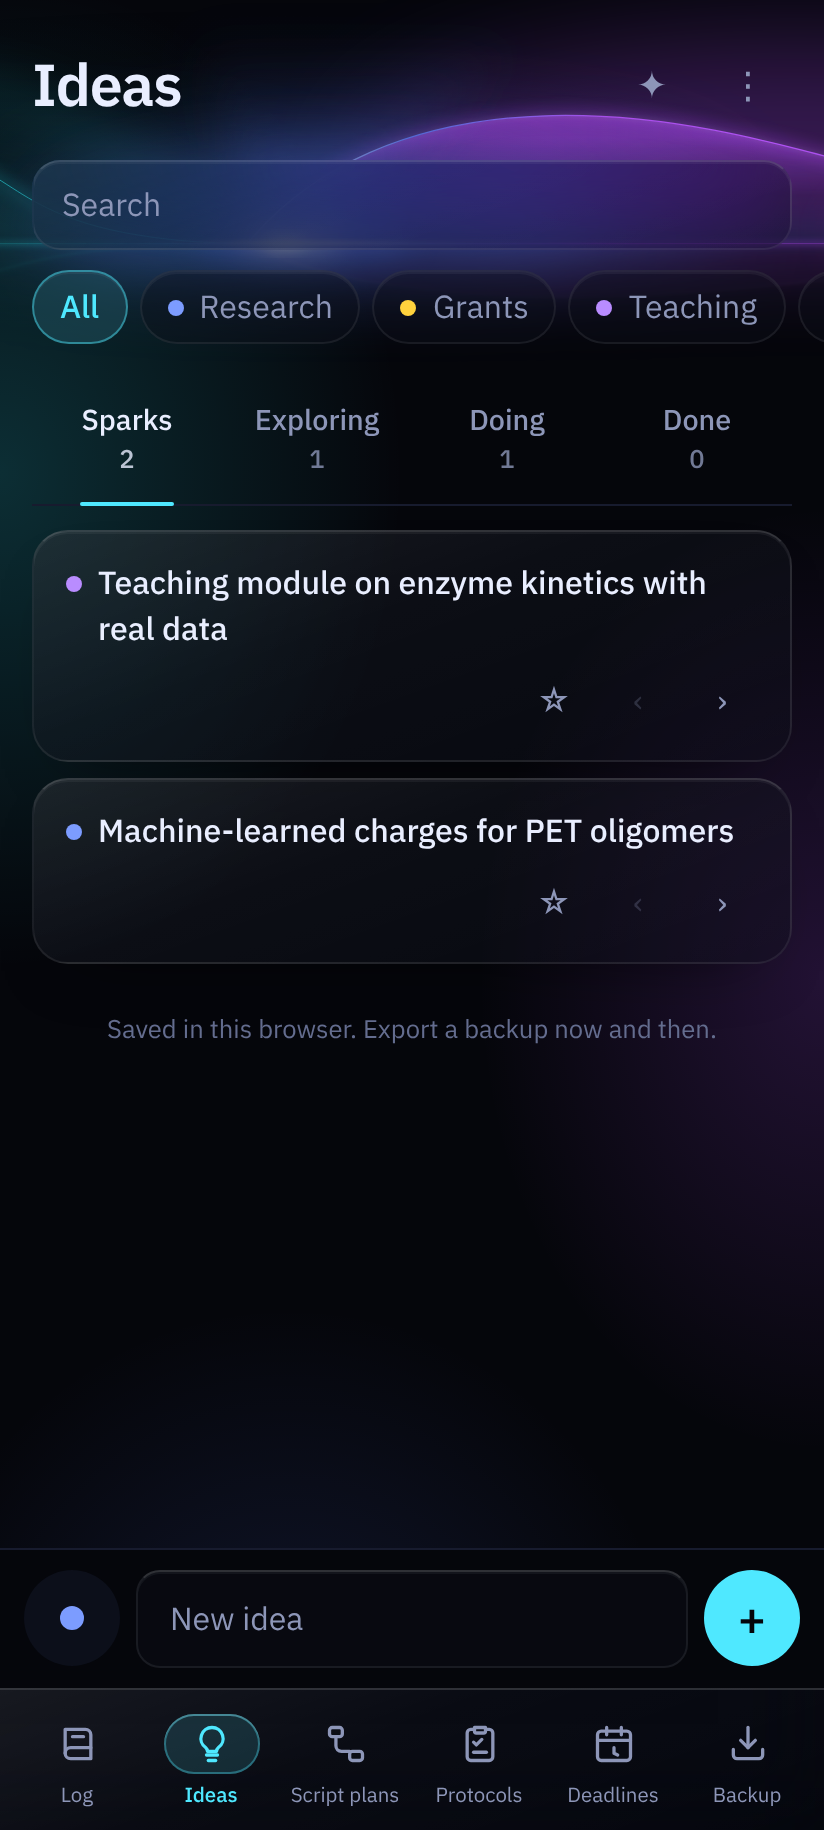 Ideas
Search
All
Research
Grants
Teaching
Sparks
2
Exploring
1
Doing
1
Done
0
Teaching module on enzyme kinetics with
real data
Machine-learned charges for PET oligomers
Saved in this browser. Export a backup now and then.
New idea
+
Log
Ideas
Script plans
Protocols
Deadlines
Backup